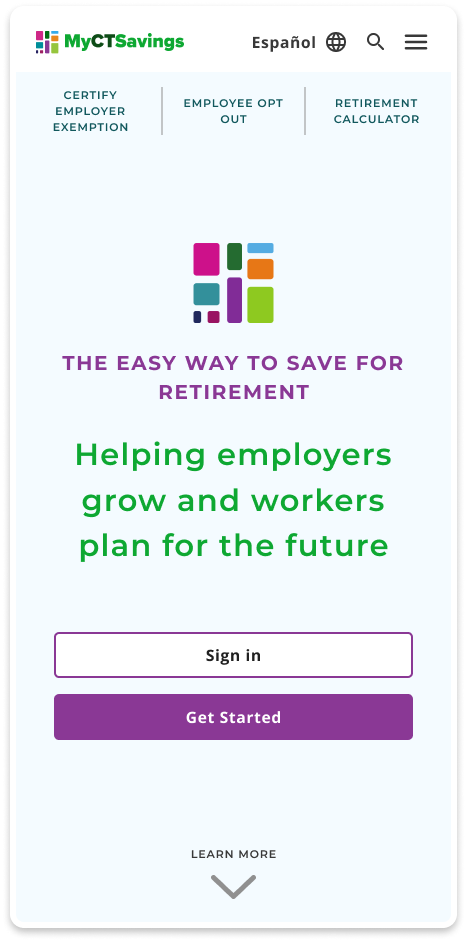 MyCTSavings
Español
CERTIFY
EMPLOYER
EXEMPTION
EMPLOYEE OPT
OUT
RETIREMENT
CALCULATOR
THE EASY WAY TO SAVE FOR
RETIREMENT
Helping employers
grow and workers
plan for the future
Sign in
Get Started
LEARN MORE